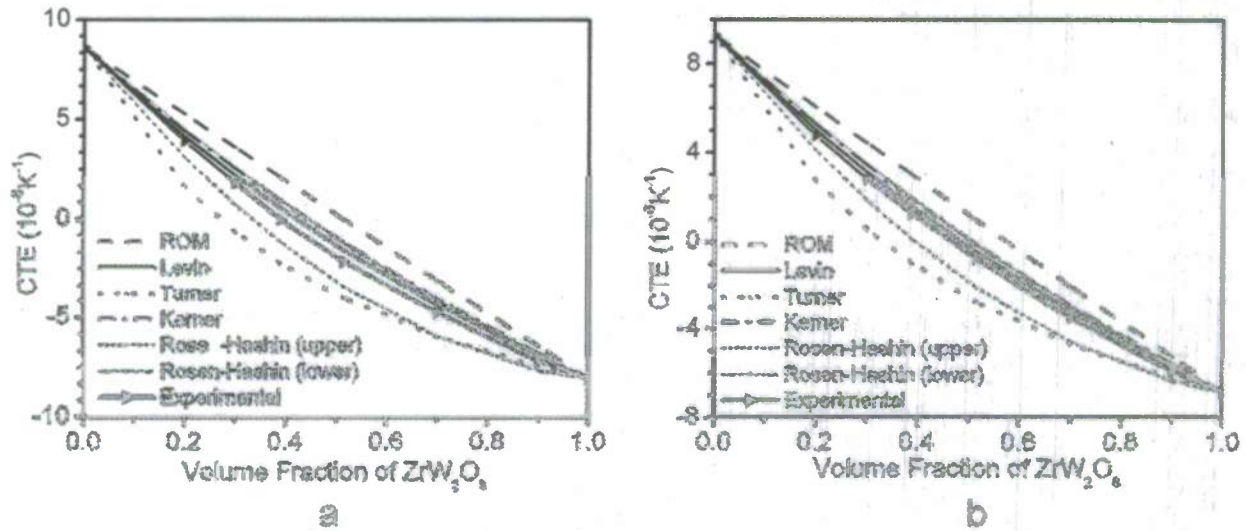 10
5
0
-5
-10
CTE (10⁻⁶K⁻¹)
ROM
Levin
Turner
Kerner
Rose -Hashin (upper)
Rosen-Hashin (lower)
Experimental
0.0 0.2 0.4 0.6 0.8 1.0
Volume Fraction of ZrW₂O₈
a
8
4
0
-4
-8
CTE (10⁻⁶K⁻¹)
ROM
Levin
Turner
Kerner
Rosen-Hashin (upper)
Rosen-Hashin (lower)
Experimental
0.0 0.2 0.4 0.6 0.8 1.0
Volume Fraction of ZrW₂O₈
b